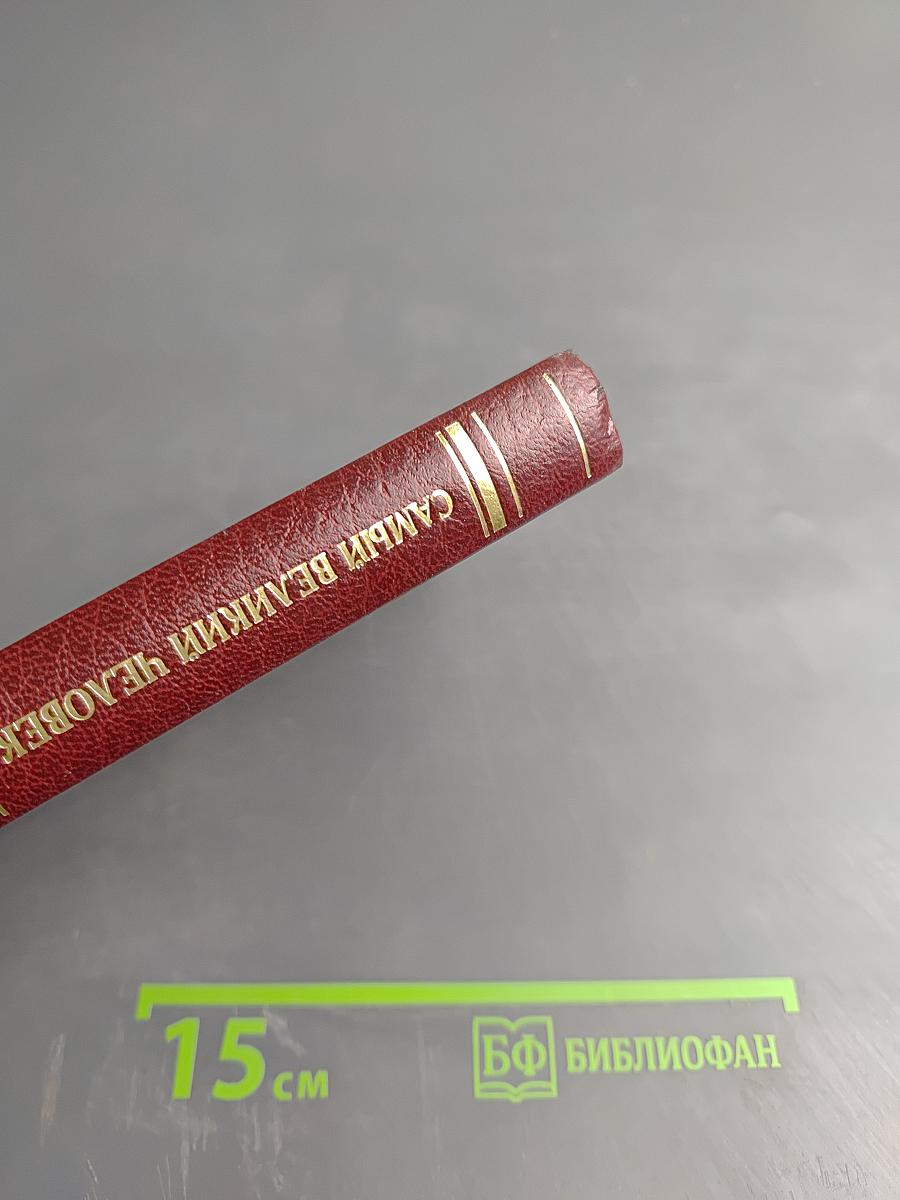 САМЫЙ ВЕЛИКИЙ ЧЕЛОВЕК
15 см
БФ БИБЛИОФАН